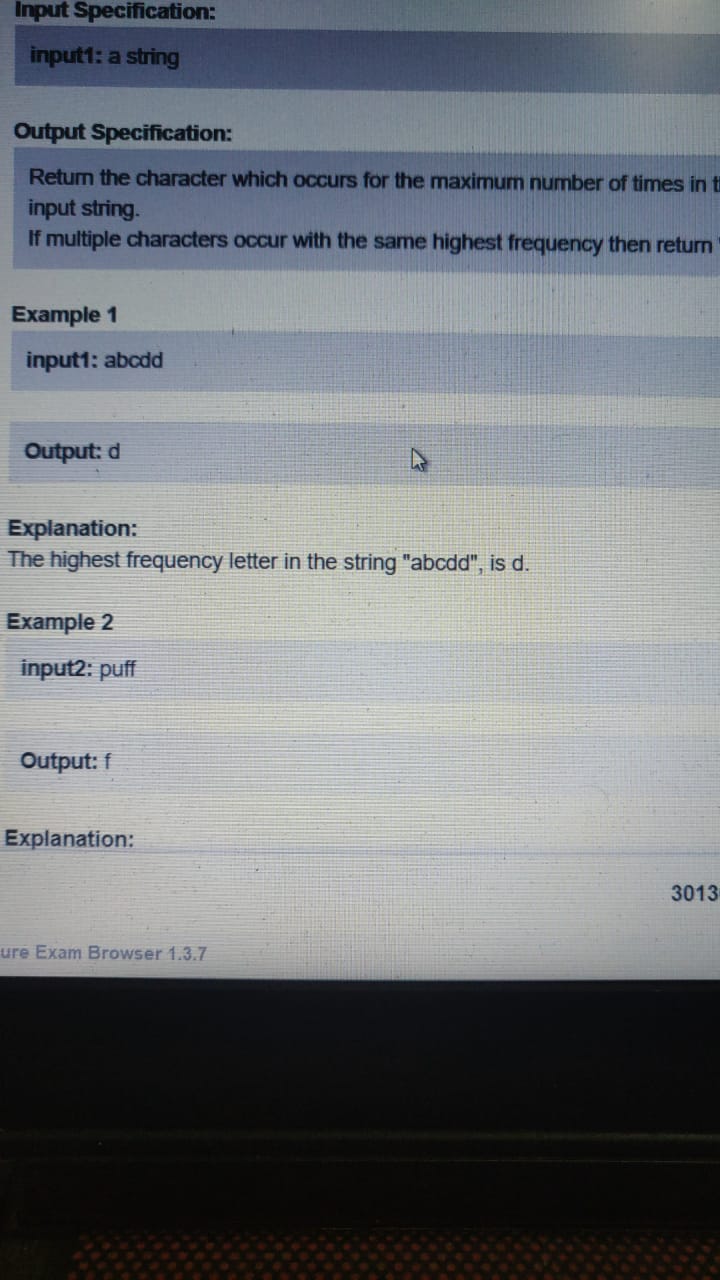 Input Specification:
input1: a string
Output Specification:
Return the character which occurs for the maximum number of times in
input string.
If multiple characters occur with the same highest frequency then return
Example 1
input1: abcdd
Output: d
Explanation:
The highest frequency letter in the string "abcdd", is d.
Example 2
input2: puff
Output: f
Explanation:
3013
ure Exam Browser 1.3.7